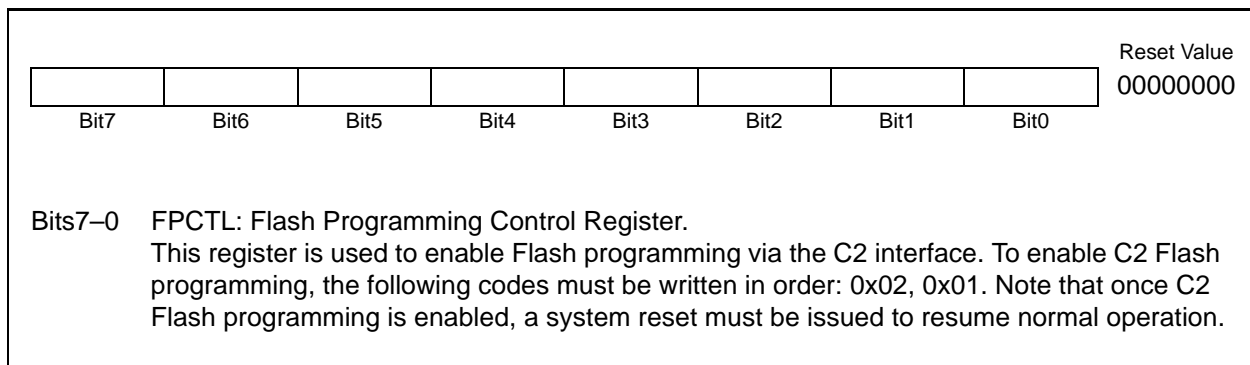 Reset Value
00000000
Bit7 Bit6 Bit5 Bit4 Bit3 Bit2 Bit1 Bit0
Bits7–0 FPCTL: Flash Programming Control Register.
This register is used to enable Flash programming via the C2 interface. To enable C2 Flash
programming, the following codes must be written in order: 0x02, 0x01. Note that once C2
Flash programming is enabled, a system reset must be issued to resume normal operation.